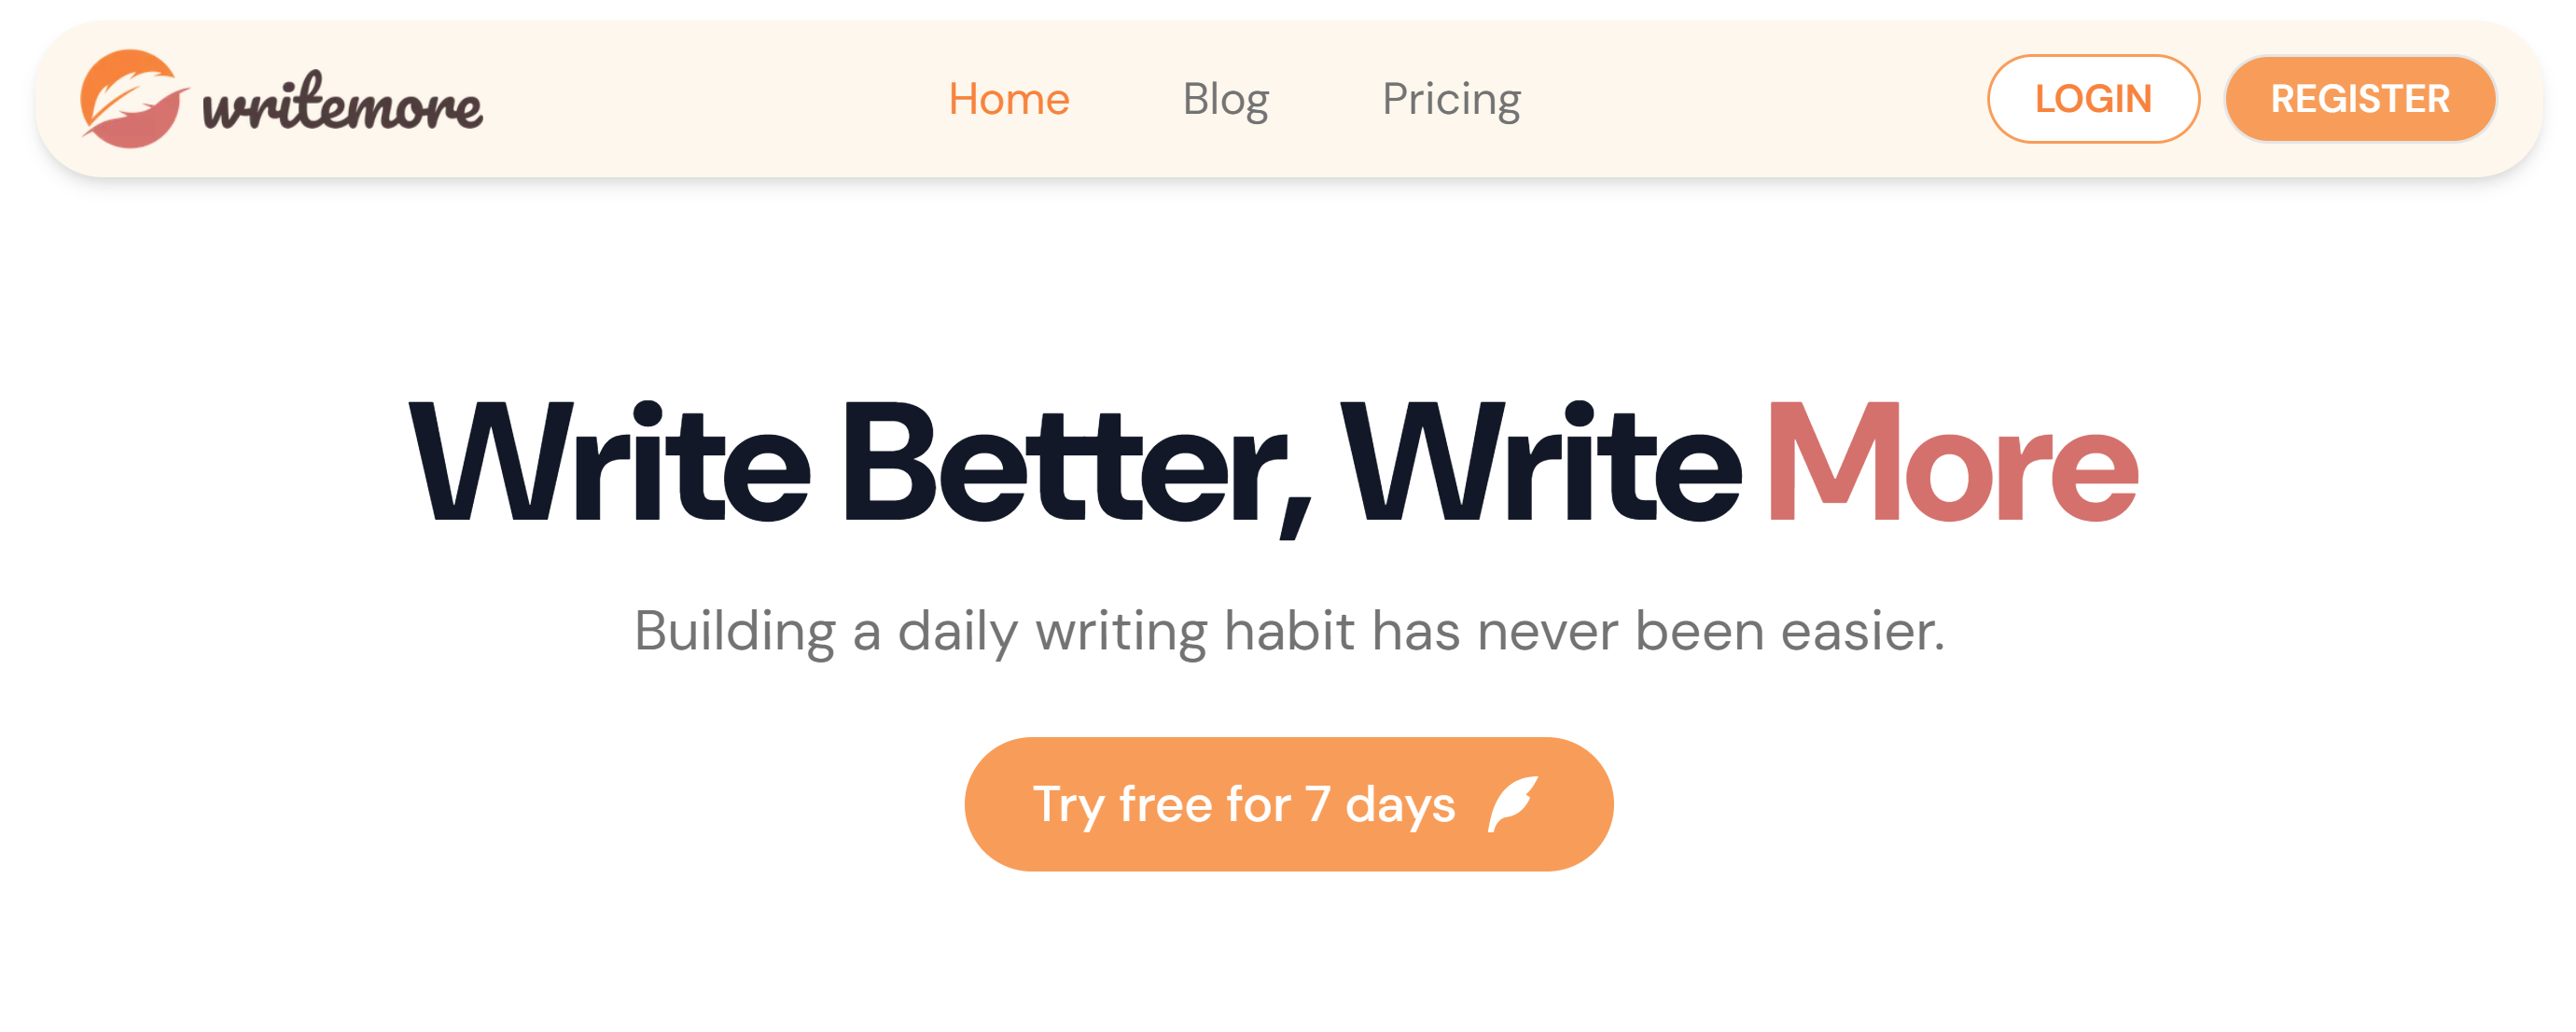 writemore
Home Blog Pricing
LOGIN REGISTER
Write Better, Write More
Building a daily writing habit has never been easier.
Try free for 7 days